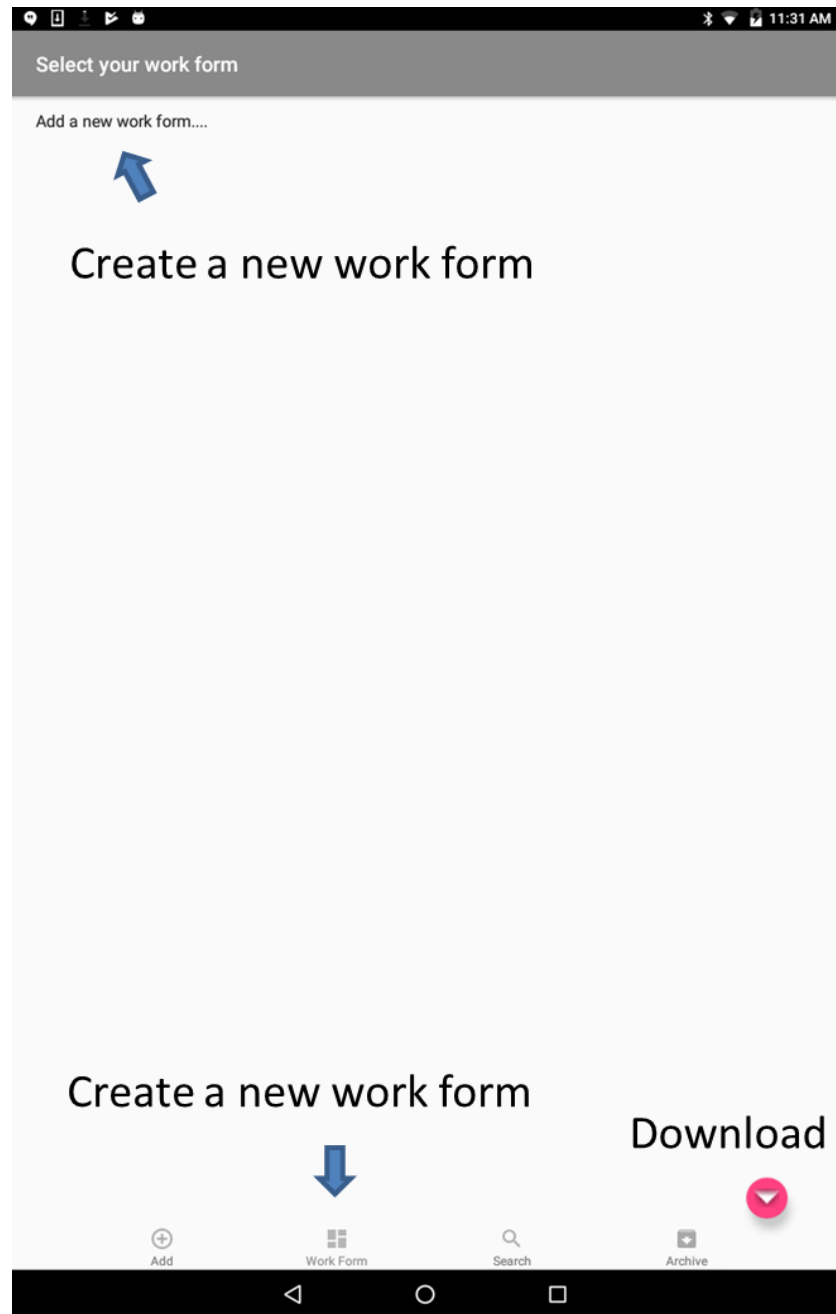 11:31 AM
Select your work form
Add a new work form....
Create a new work form
Create a new work form
Download
Add
Work Form
Search
Archive